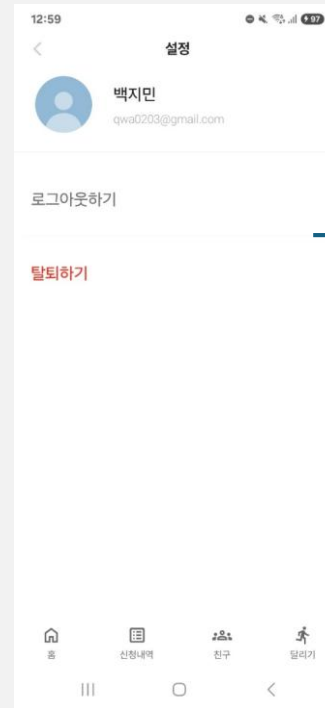 12:59
97
설정
백지민
qwa0203@gmail.com
로그아웃하기
탈퇴하기
홈
신청내역
친구
달리기